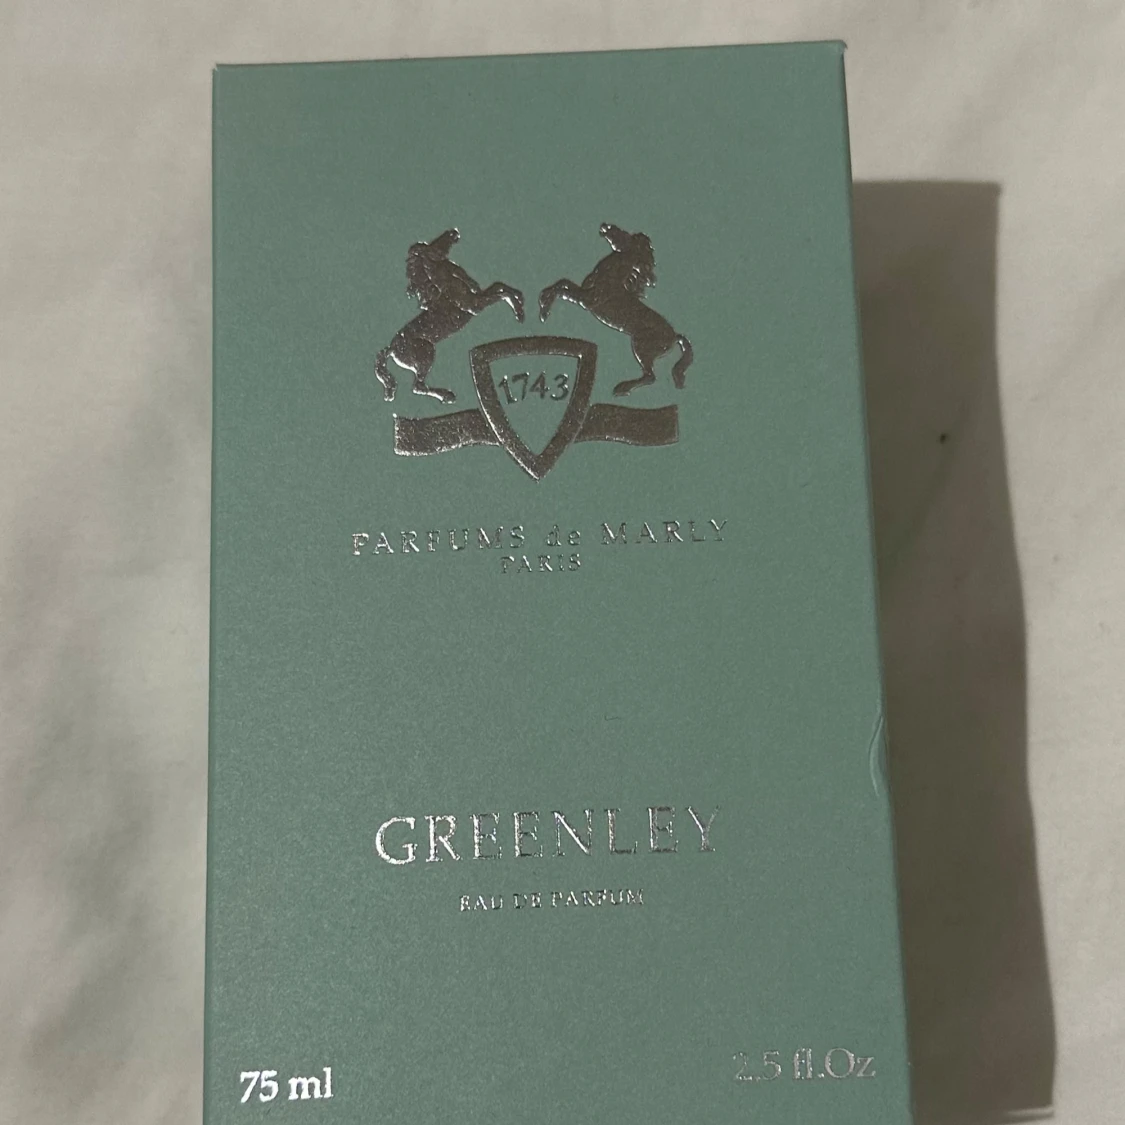 1743
PARFUMS de MARLY
PARIS
GREENLEY
EAU DE PARFUM
75 ml
2.5 fl.Oz